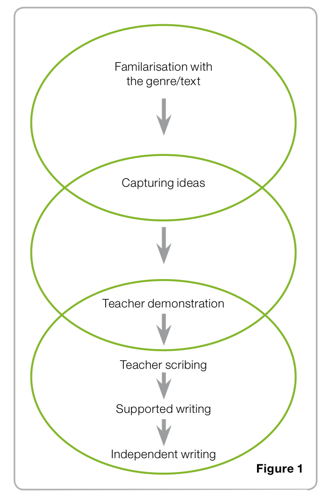 Familarisation with
the genre/text
Capturing ideas
Teacher demonstration
Teacher scribing
Supported writing
Independent writing
Figure 1